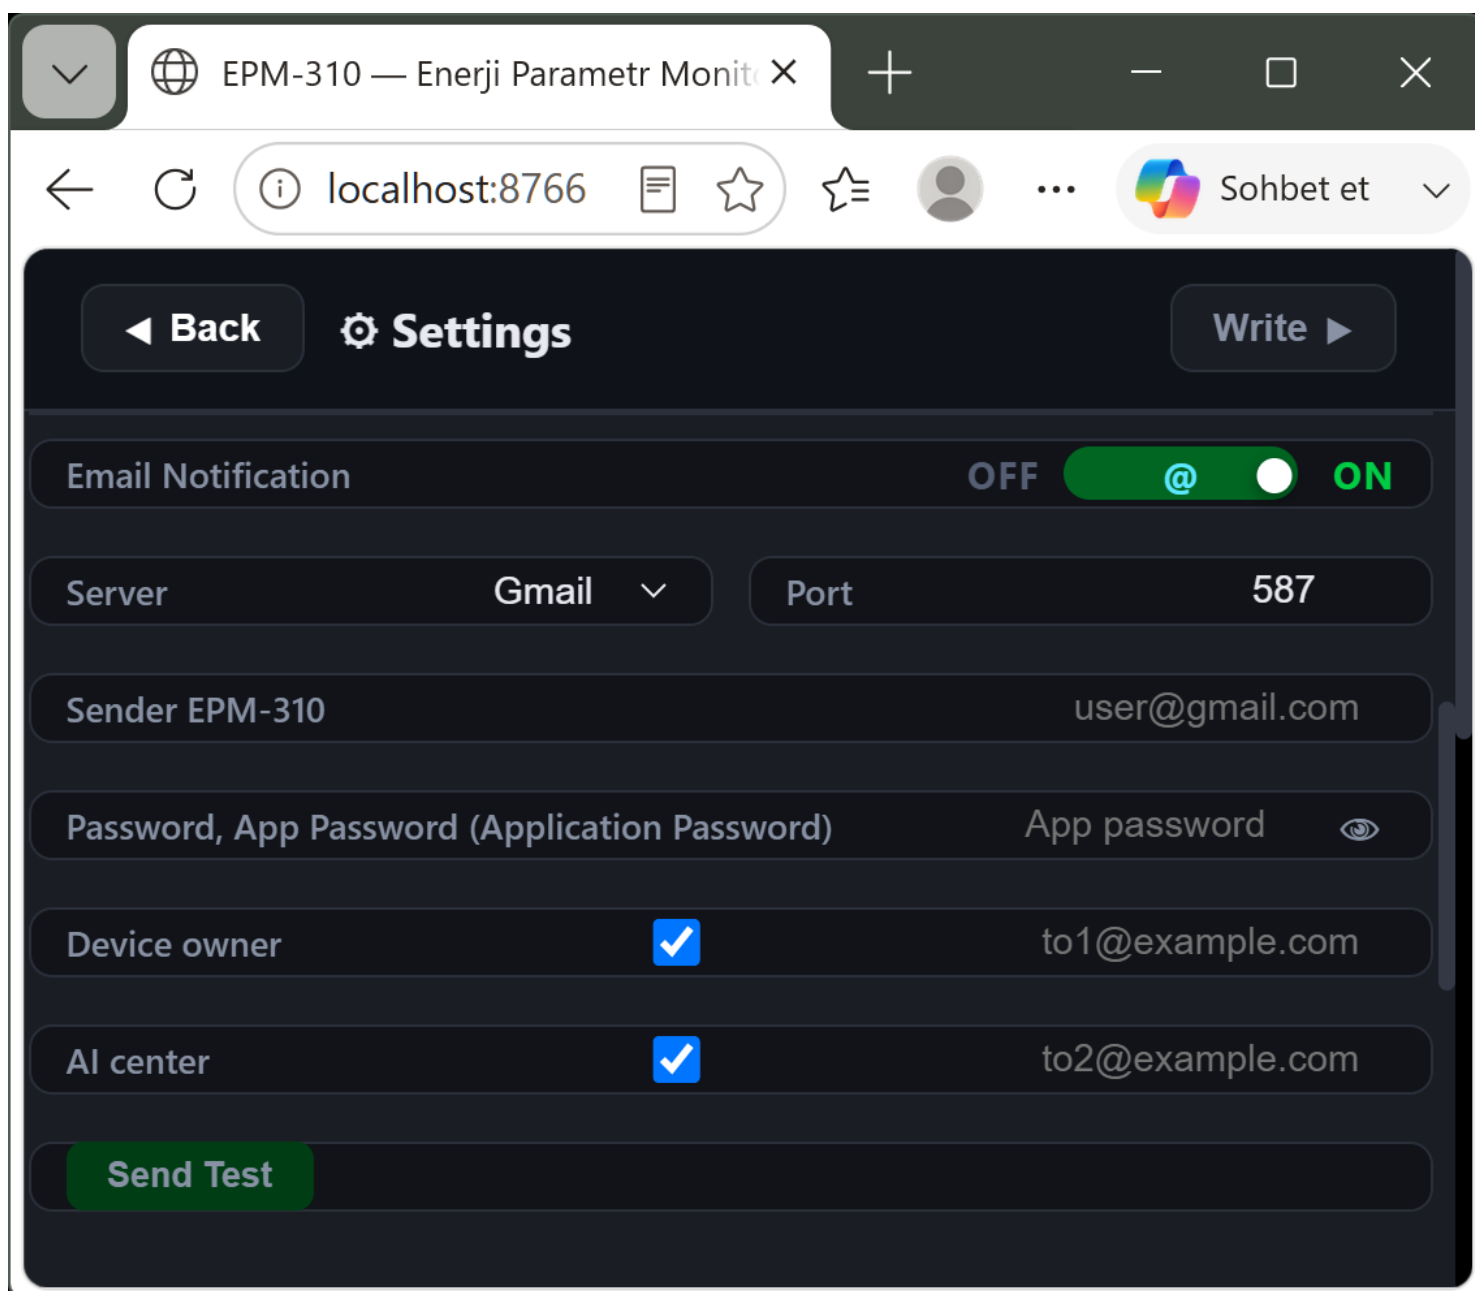 EPM-310 — Enerji Parametr Monit
localhost:8766
Sohbet et
◀ Back
⚙ Settings
Write ▶
Email Notification OFF @ ON
Server Gmail
Port 587
Sender EPM-310 user@gmail.com
Password, App Password (Application Password) App password
Device owner to1@example.com
AI center to2@example.com
Send Test